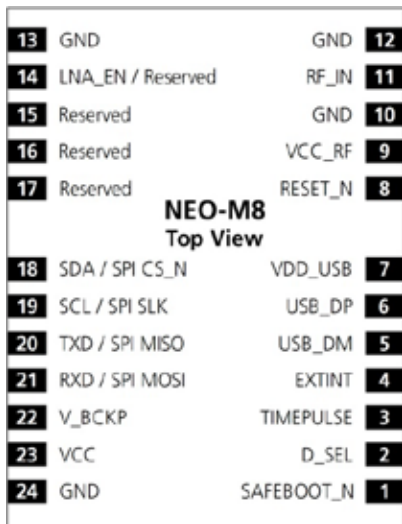 13 GND GND 12
14 LNA_EN / Reserved RF_IN 11
15 Reserved GND 10
16 Reserved VCC_RF 9
17 Reserved RESET_N 8
NEO-M8
Top View
18 SDA / SPI CS_N VDD_USB 7
19 SCL / SPI SLK USB_DP 6
20 TXD / SPI MISO USB_DM 5
21 RXD / SPI MOSI EXTINT 4
22 V_BCKP TIMEPULSE 3
23 VCC D_SEL 2
24 GND SAFEBOOT_N 1